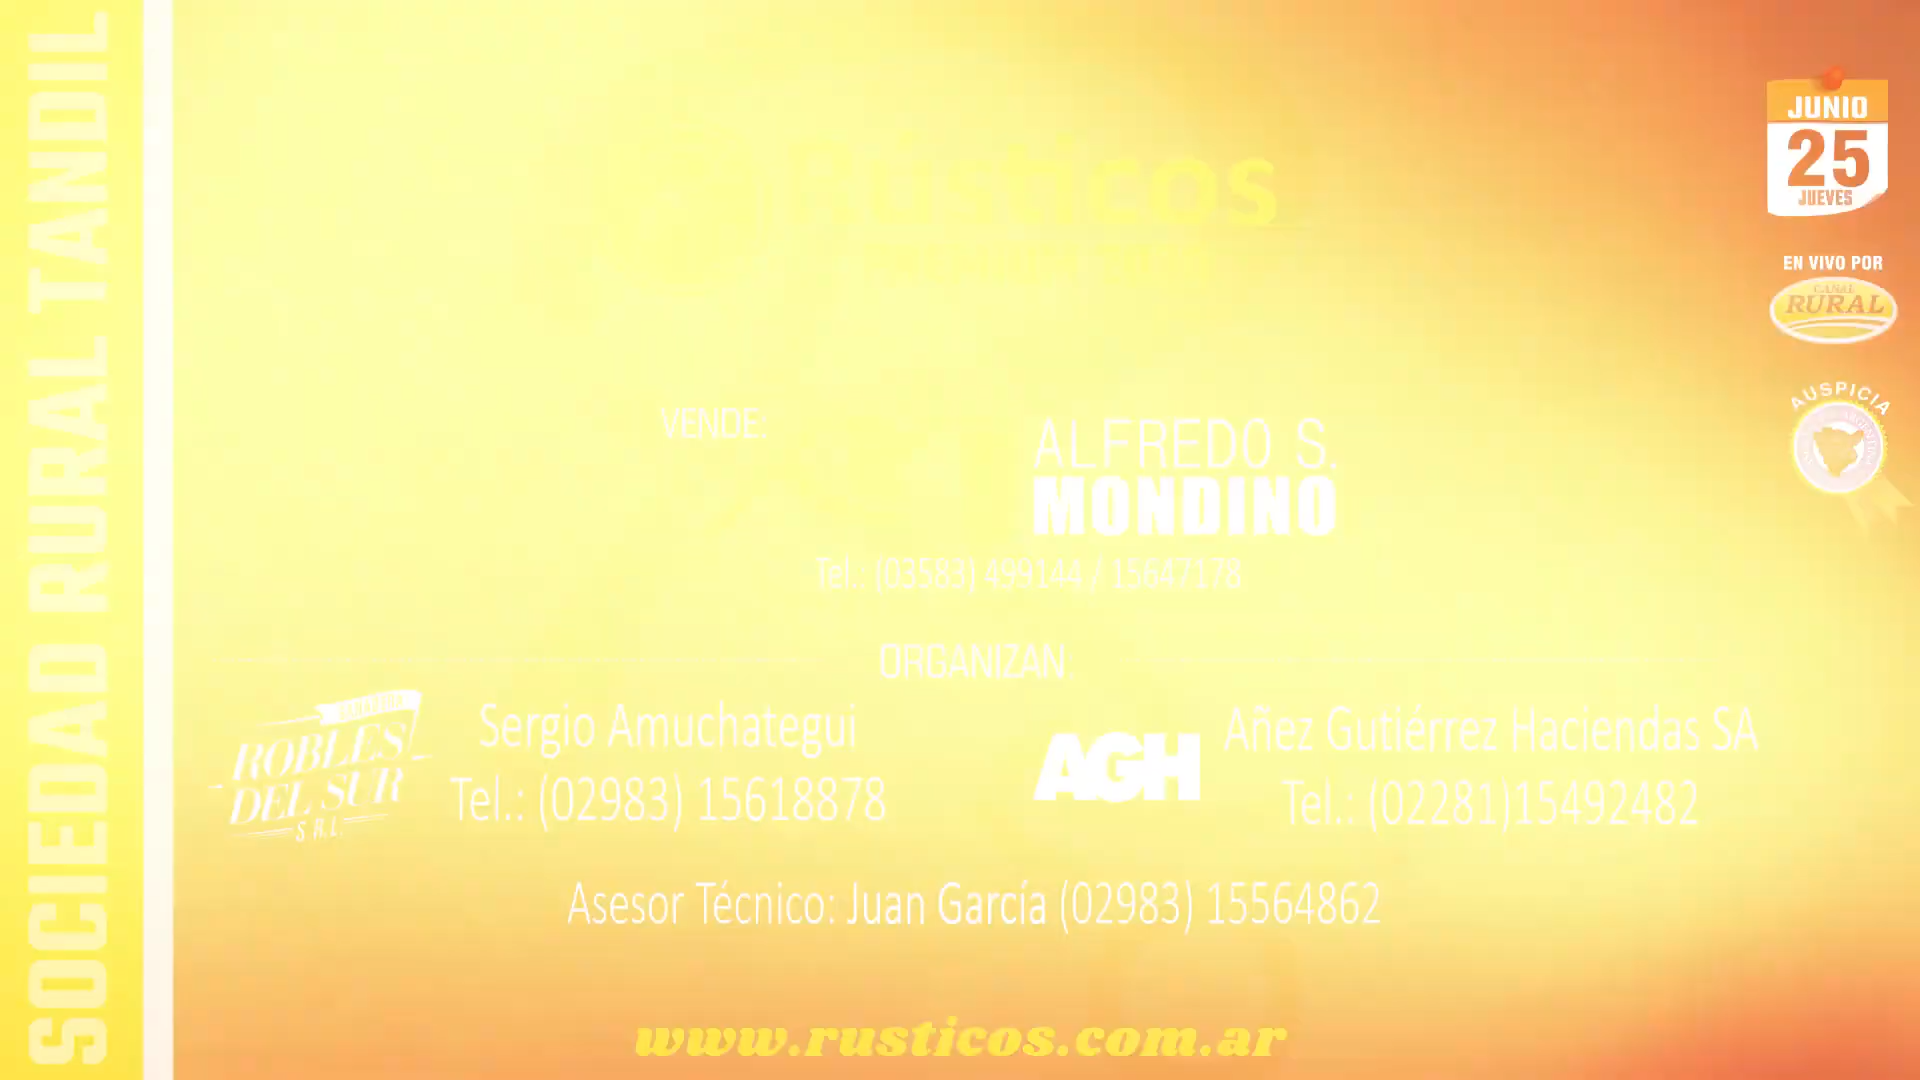 SOCIEDAD RURAL TANDIL
Rústicos
JUNIO
25
JUEVES
EN VIVO POR
CANAL
RURAL
AUSPICIA
VENDE:
ALFREDO S.
MONDINO
Tel.: (03583) 499144 / 15647178
ORGANIZAN:
ROBLES
DEL SUR
S.R.L.
Sergio Amuchategui
Tel.: (02983) 15618878
AGH
Añez Gutiérrez Haciendas SA
Tel.: (02281)15492482
Asesor Técnico: Juan García (02983) 15564862
www.rusticos.com.ar